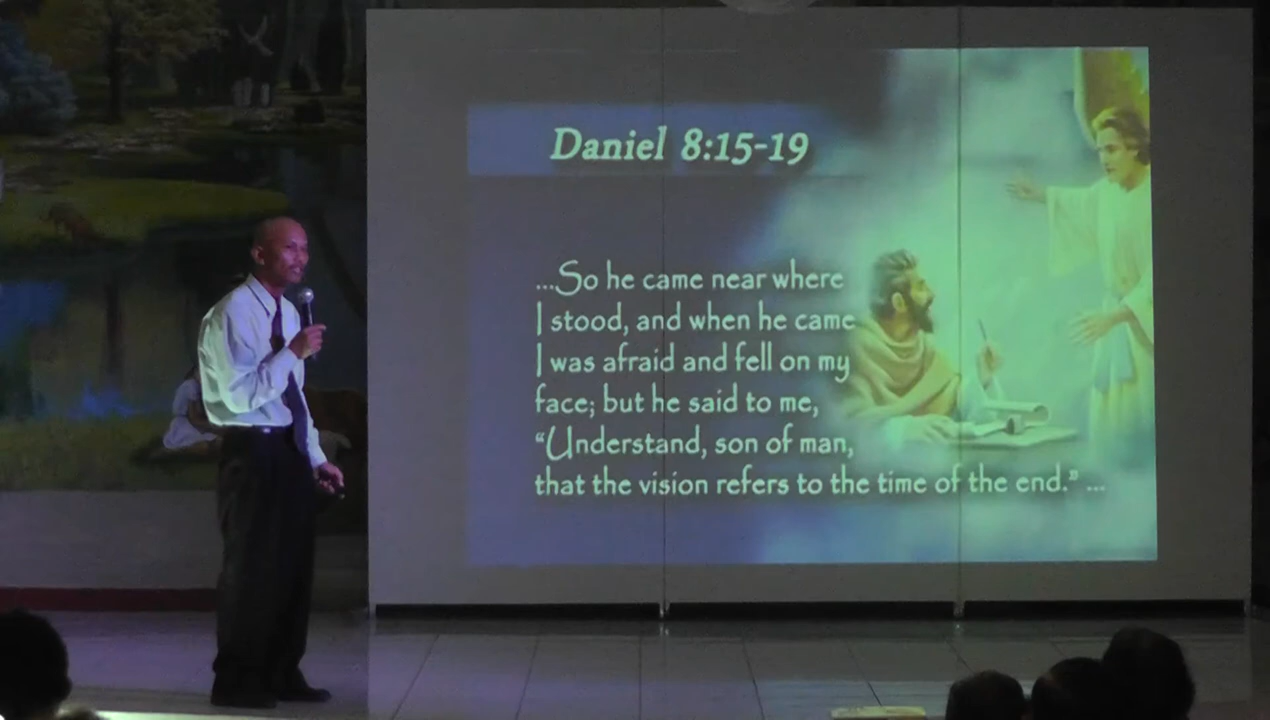 Daniel 8:15-19
...So he came near where
I stood, and when he came
I was afraid and fell on my
face; but he said to me,
“Understand, son of man,
that the vision refers to the time of the end.” ...